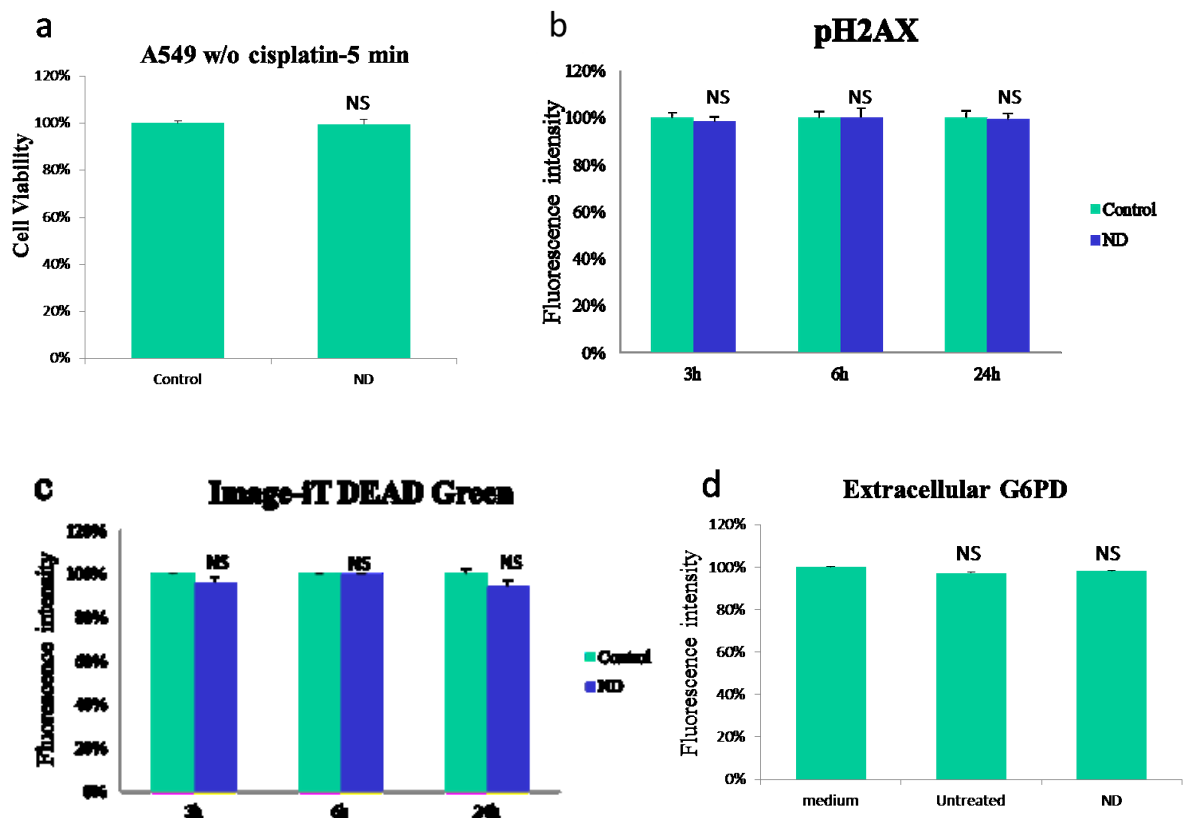 a
A549 w/o cisplatin-5 min
120%
100%
80%
60%
40%
20%
0%
Cell Viability
NS
Control
ND
b
pH2AX
120%
100%
80%
60%
40%
20%
0%
Fluorescence intensity
NS
NS
NS
3h
6h
24h
Control
ND
c
Image-iT DEAD Green
120%
100%
80%
60%
40%
20%
0%
Fluorescence intensity
NS
NS
NS
3h
6h
24h
Control
ND
d
Extracellular G6PD
120%
100%
80%
60%
40%
20%
0%
Fluorescence intensity
NS
NS
medium
Untreated
ND